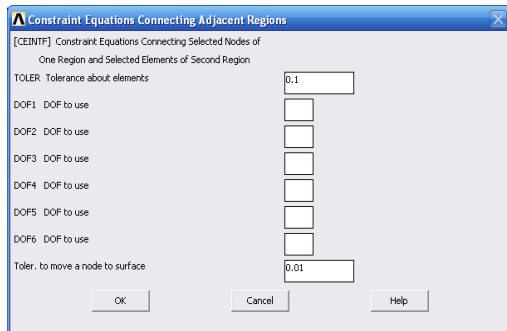 Constraint Equations Connecting Adjacent Regions
[CEINTF] Constraint Equations Connecting Selected Nodes of
One Region and Selected Elements of Second Region
TOLER Tolerance about elements 0.1
DOF1 DOF to use
DOF2 DOF to use
DOF3 DOF to use
DOF4 DOF to use
DOF5 DOF to use
DOF6 DOF to use
Toler. to move a node to surface 0.01
OK Cancel Help